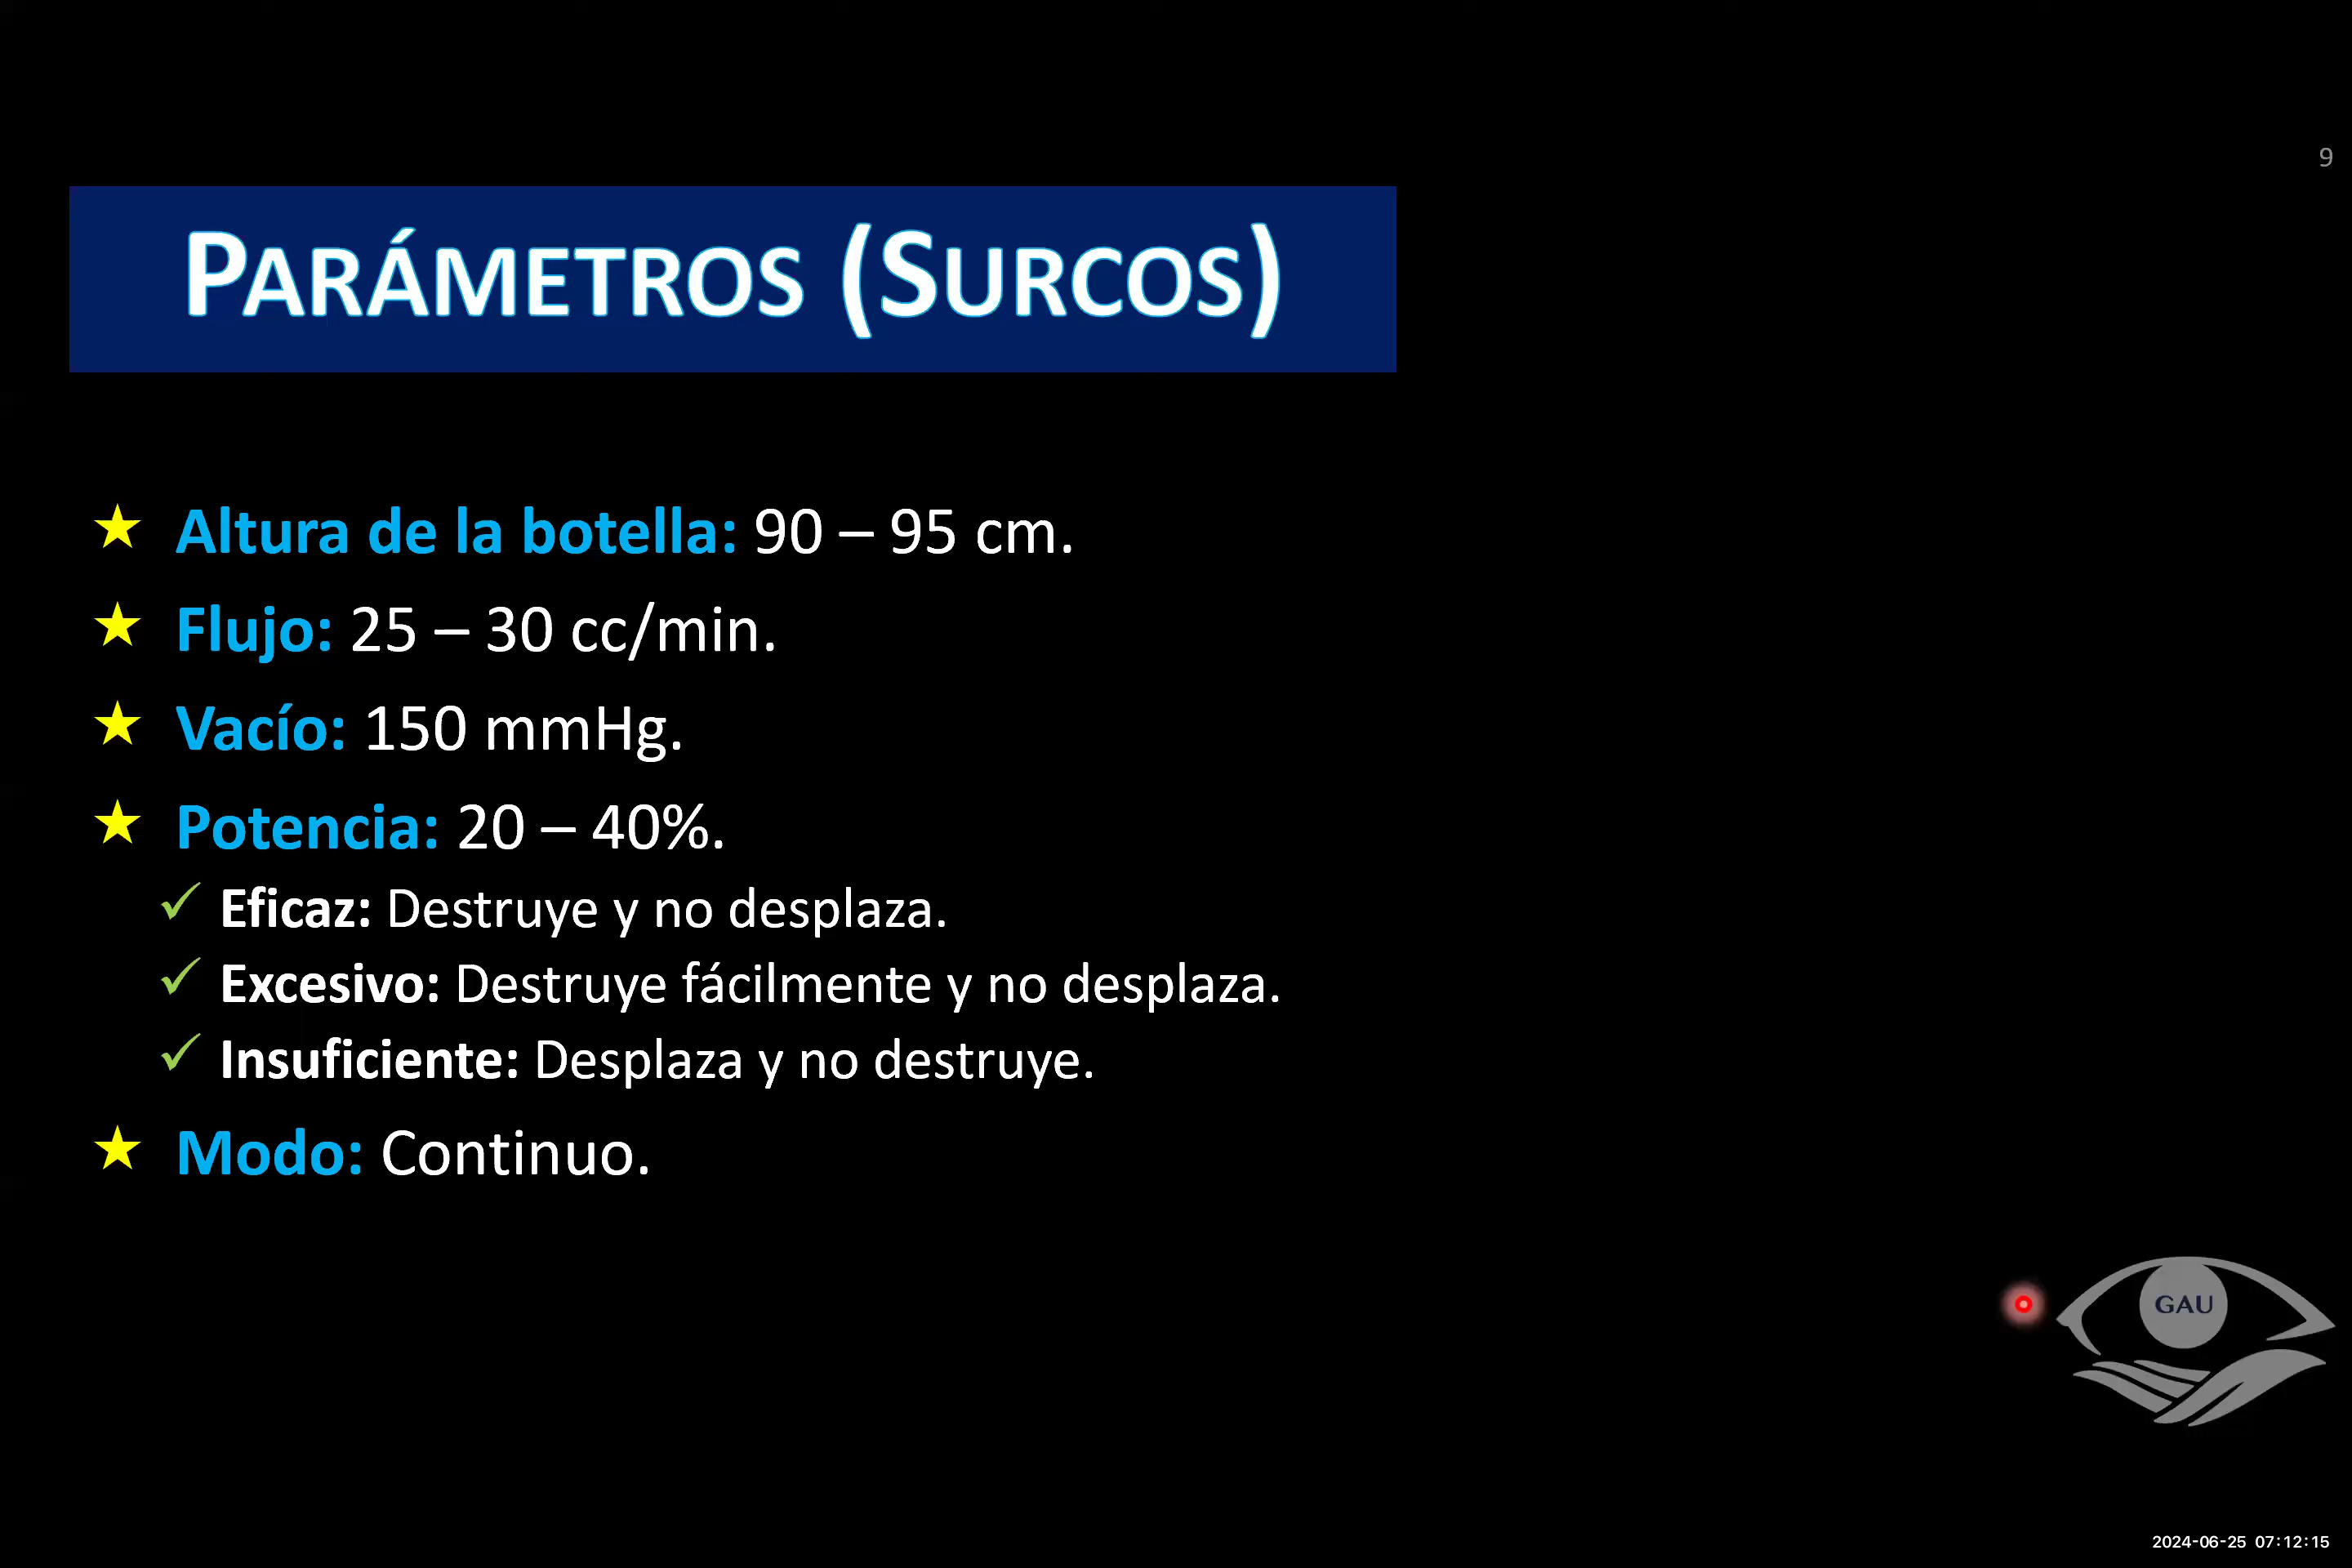 9
PARÁMETROS (SURCOS)
Altura de la botella: 90 – 95 cm.
Flujo: 25 – 30 cc/min.
Vacío: 150 mmHg.
Potencia: 20 – 40%.
Eficaz: Destruye y no desplaza.
Excesivo: Destruye fácilmente y no desplaza.
Insuficiente: Desplaza y no destruye.
Modo: Continuo.
GAU
2024-06-25 07:12:15